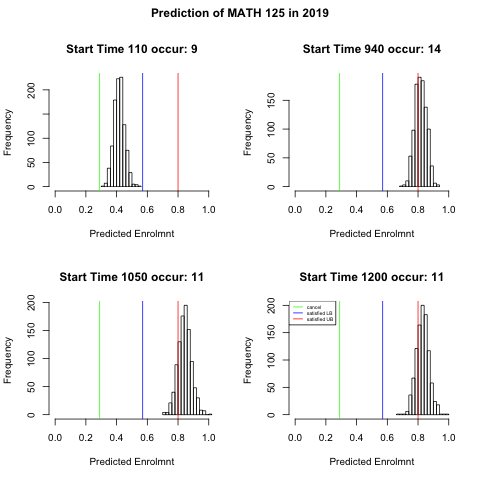 Prediction of MATH 125 in 2019
Start Time 110 occur: 9
Frequency
0 50 100 200
0.0 0.2 0.4 0.6 0.8 1.0
Predicted Enrolmnt
Start Time 940 occur: 14
Frequency
0 50 100 150
0.0 0.2 0.4 0.6 0.8 1.0
Predicted Enrolmnt
Start Time 1050 occur: 11
Frequency
0 50 100 150 200
0.0 0.2 0.4 0.6 0.8 1.0
Predicted Enrolmnt
Start Time 1200 occur: 11
cancel
satisfied LB
satisfied UB
Frequency
0 50 100 150 200
0.0 0.2 0.4 0.6 0.8 1.0
Predicted Enrolmnt